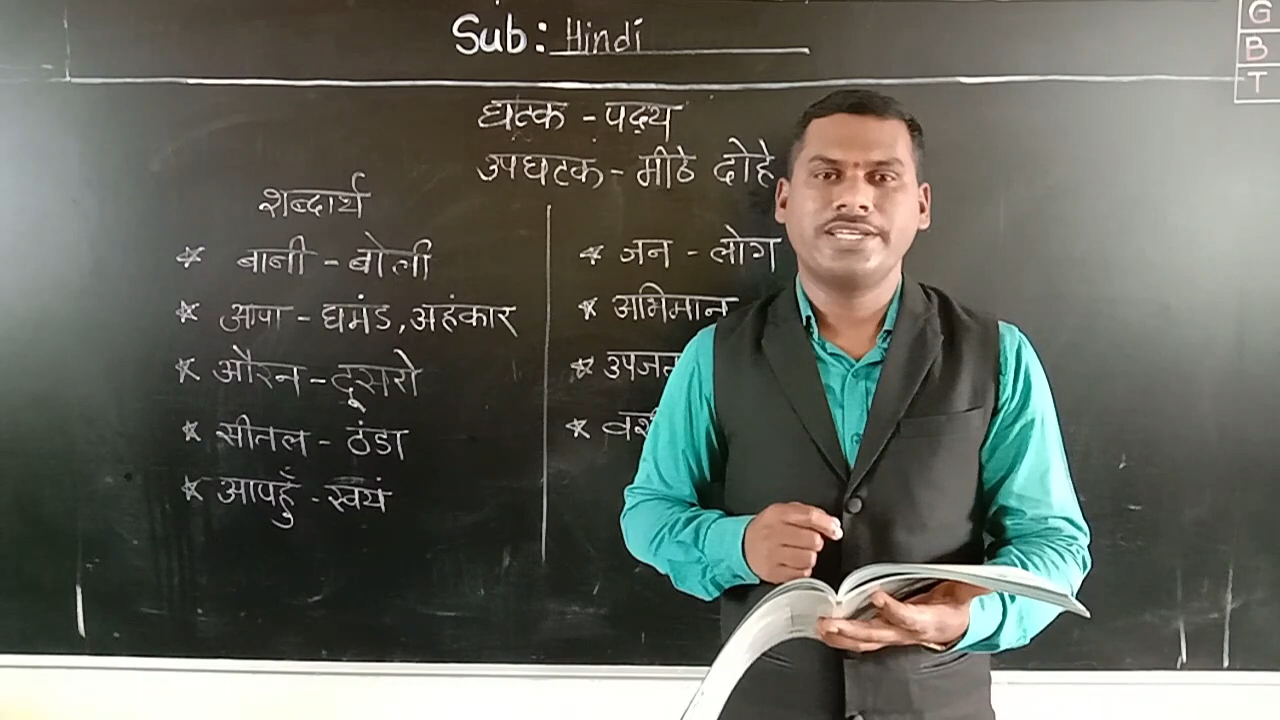 Sub: Hindi
G
B
T
घटक - पद्य
उपघटक - मीठे दोहे
शब्दार्थ
* बानी - बोली
* आपा - घमंड, अहंकार
* औरन - दूसरो
* सीतल - ठंडा
* आपहुँ - स्वयं
* जन - लोग
* अभिमान
*
*